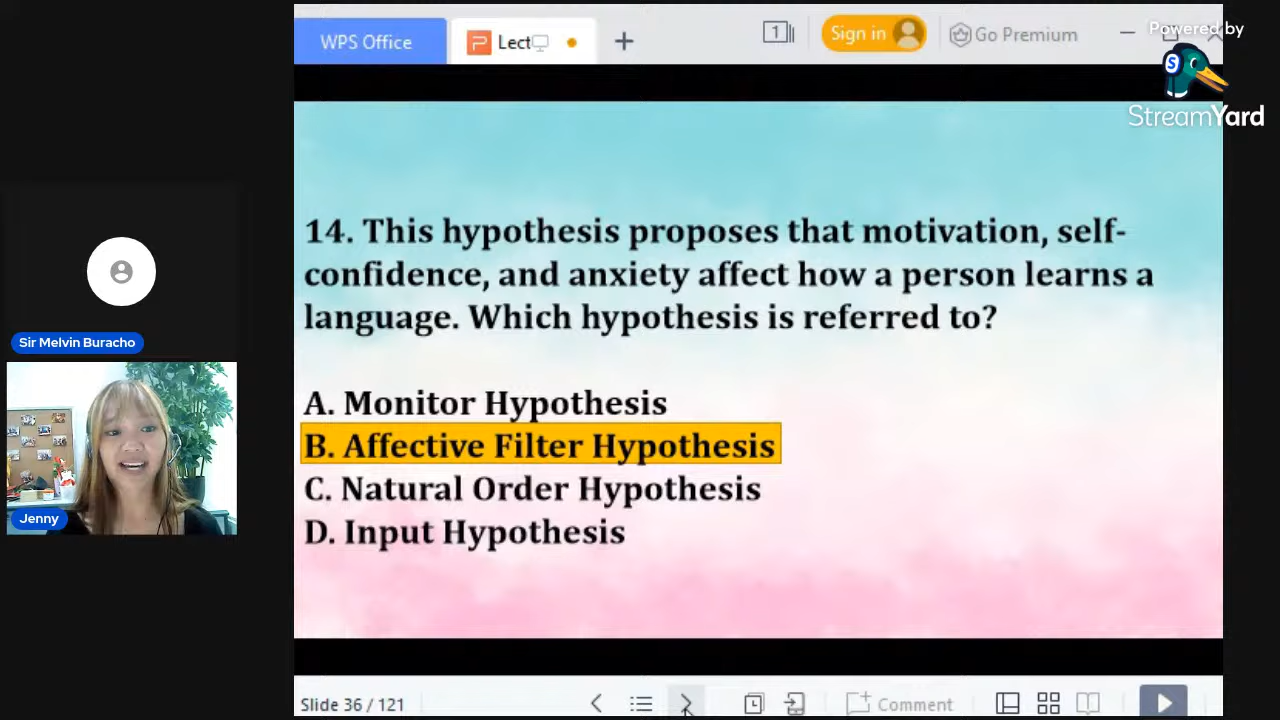 WPS Office
Lect
1
Sign in
Go Premium
Powered by
S
StreamYard
14. This hypothesis proposes that motivation, self-
confidence, and anxiety affect how a person learns a
language. Which hypothesis is referred to?
A. Monitor Hypothesis
B. Affective Filter Hypothesis
C. Natural Order Hypothesis
D. Input Hypothesis
Sir Melvin Buracho
Jenny
Slide 36 / 121
Comment